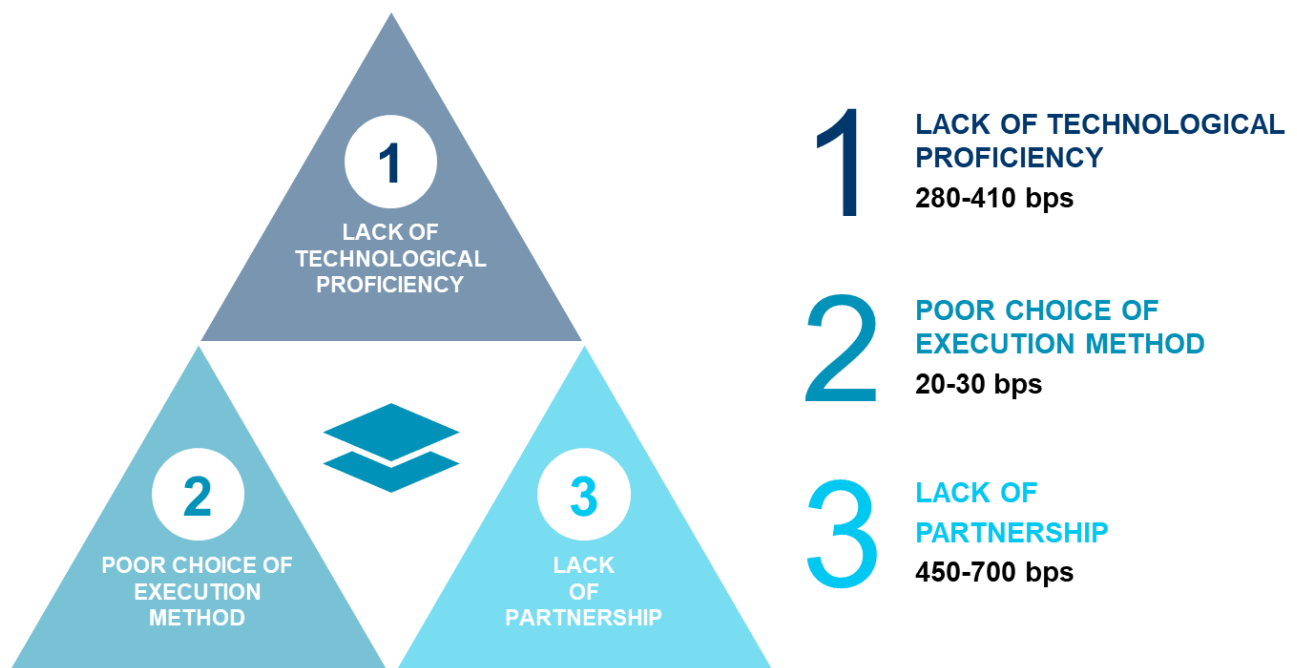 1
LACK OF
TECHNOLOGICAL
PROFICIENCY
2
POOR CHOICE OF
EXECUTION
METHOD
3
LACK
OF
PARTNERSHIP
1
LACK OF TECHNOLOGICAL
PROFICIENCY
280-410 bps
2
POOR CHOICE OF
EXECUTION METHOD
20-30 bps
3
LACK OF
PARTNERSHIP
450-700 bps